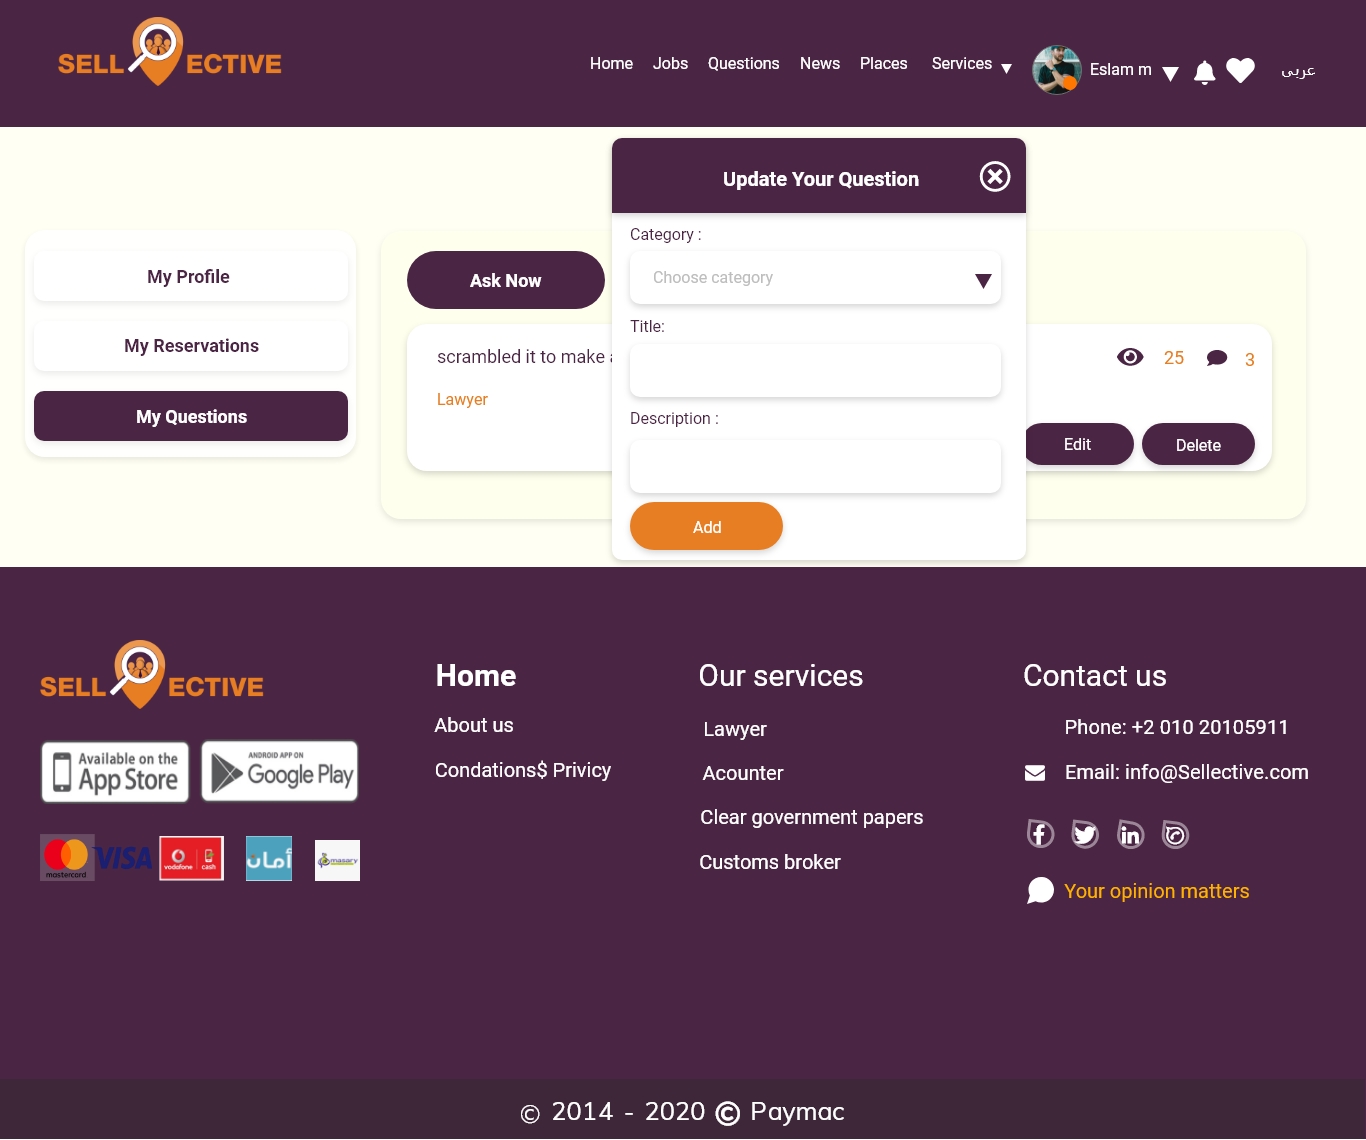 SELL ECTIVE
Home Jobs Questions News Places Services Eslam m عربى
Update Your Question
Category :
Choose category
Title:
Description :
Add
My Profile
My Reservations
My Questions
Ask Now
scrambled it to make a
Lawyer
25 3
Edit Delete
SELL ECTIVE
Available on the
App Store
ANDROID APP ON
Google Play
mastercard VISA vodafone cash أمان masary
Home
About us
Condations$ Privicy
Our services
Lawyer
Acounter
Clear government papers
Customs broker
Contact us
Phone: +2 010 20105911
Email: info@Sellective.com
Your opinion matters
© 2014 - 2020 © Paymac